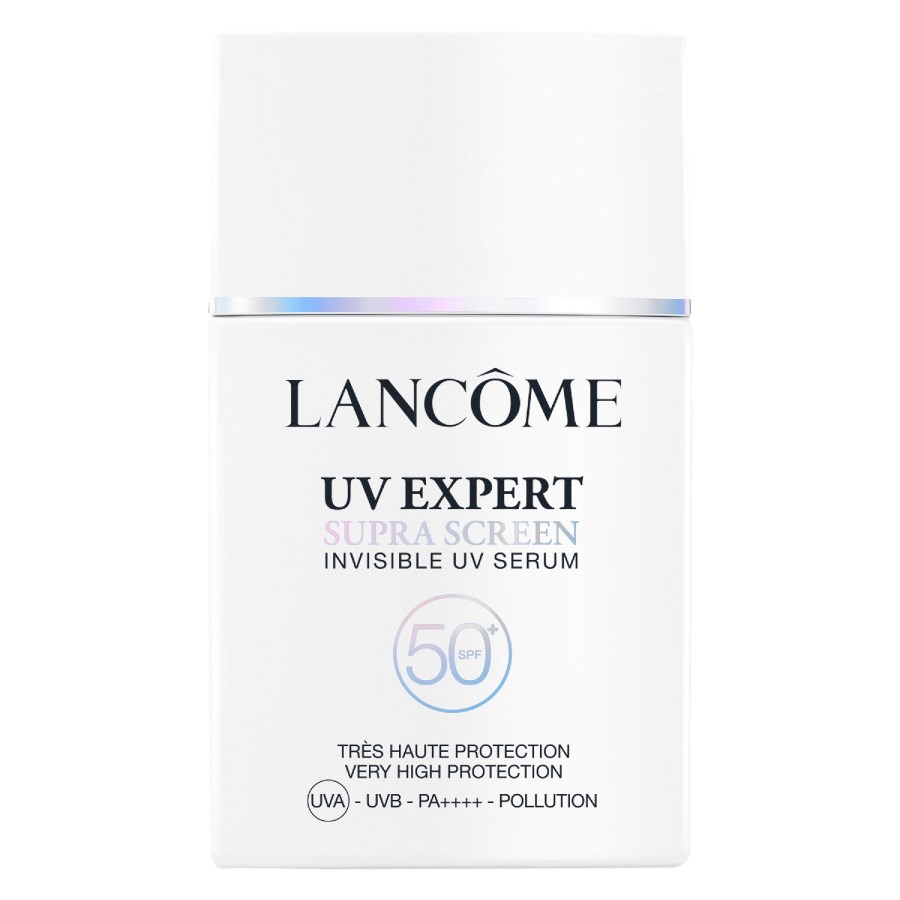 LANCÔME
UV EXPERT
SUPRA SCREEN
INVISIBLE UV SERUM
50+
SPF
TRÈS HAUTE PROTECTION
VERY HIGH PROTECTION
UVA - UVB - PA++++ - POLLUTION